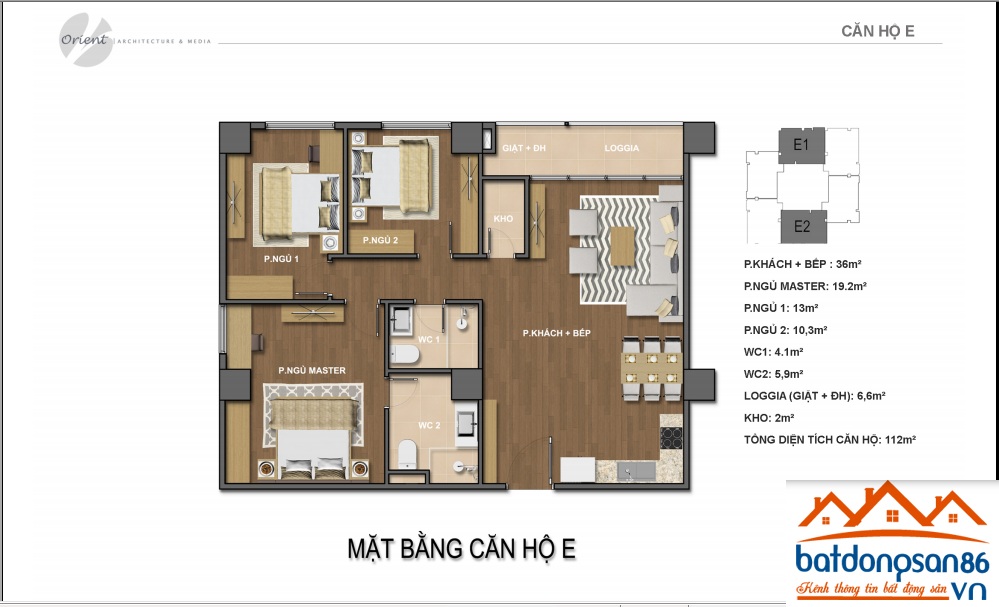 Orient ARCHITECTURE & MEDIA
CĂN HỘ E
GIẶT + ĐH
LOGGIA
E1
E2
KHO
P.NGỦ 2
P.NGỦ 1
P.KHÁCH + BẾP : 36m²
P.NGỦ MASTER: 19.2m²
P.NGỦ 1: 13m²
P.NGỦ 2: 10,3m²
WC1: 4.1m²
WC2: 5,9m²
LOGGIA (GIẶT + ĐH): 6,6m²
KHO: 2m²
TỔNG DIỆN TÍCH CĂN HỘ: 112m²
P.KHÁCH + BẾP
WC 1
P.NGỦ MASTER
WC 2
MẶT BẰNG CĂN HỘ E
batdongsan86
Kênh thông tin bất động sản
.VN